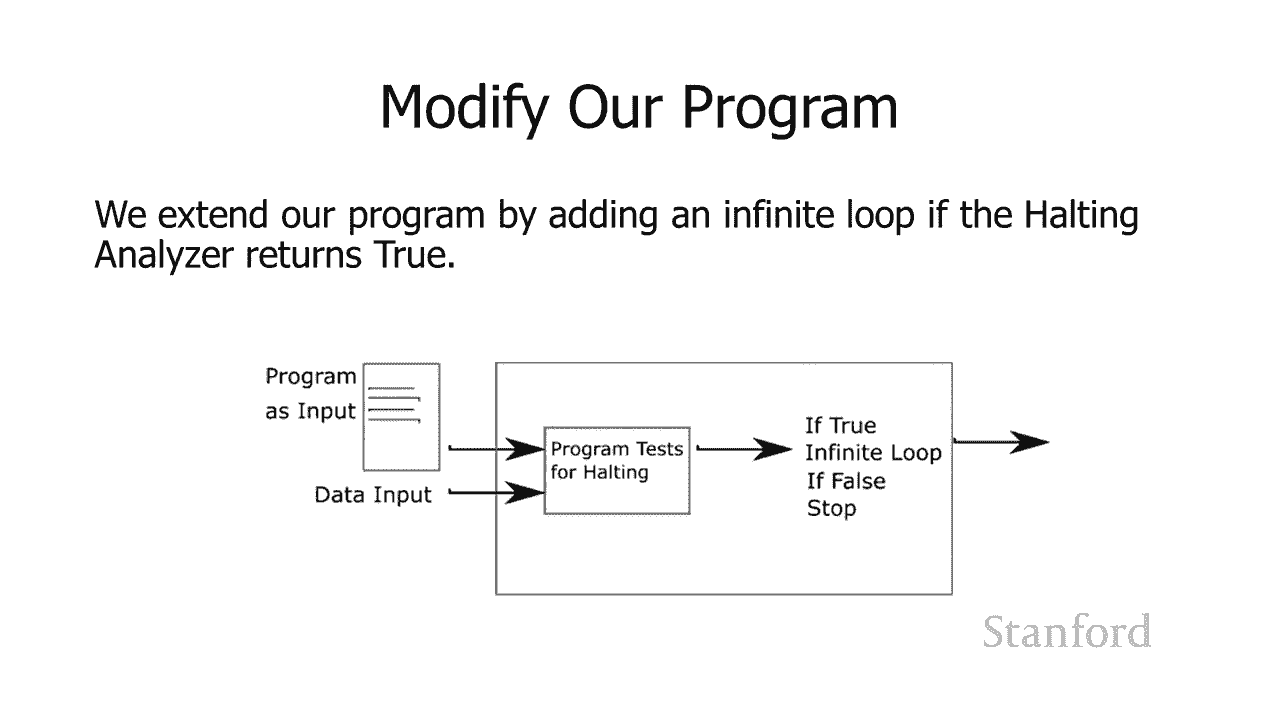 Modify Our Program
We extend our program by adding an infinite loop if the Halting
Analyzer returns True.
Program
as Input
Data Input
Program Tests
for Halting
If True
Infinite Loop
If False
Stop
Stanford